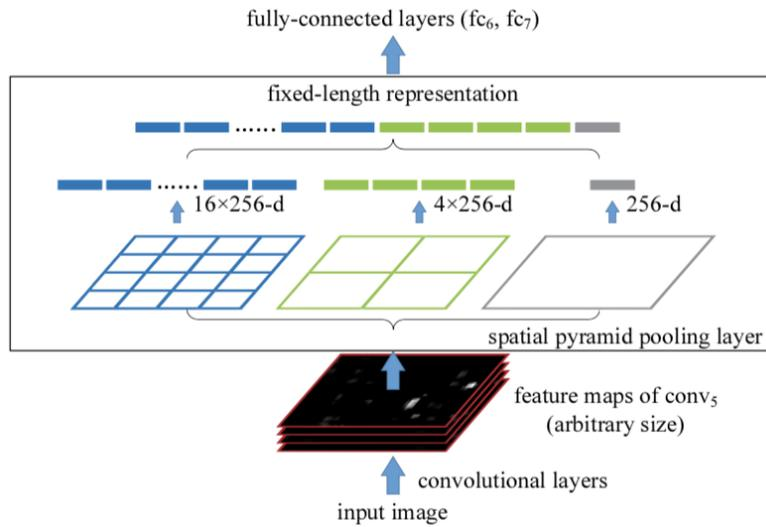 fully-connected layers (fc₆, fc₇)
fixed-length representation
......
......
16×256-d
4×256-d
256-d
spatial pyramid pooling layer
feature maps of conv₅
(arbitrary size)
convolutional layers
input image